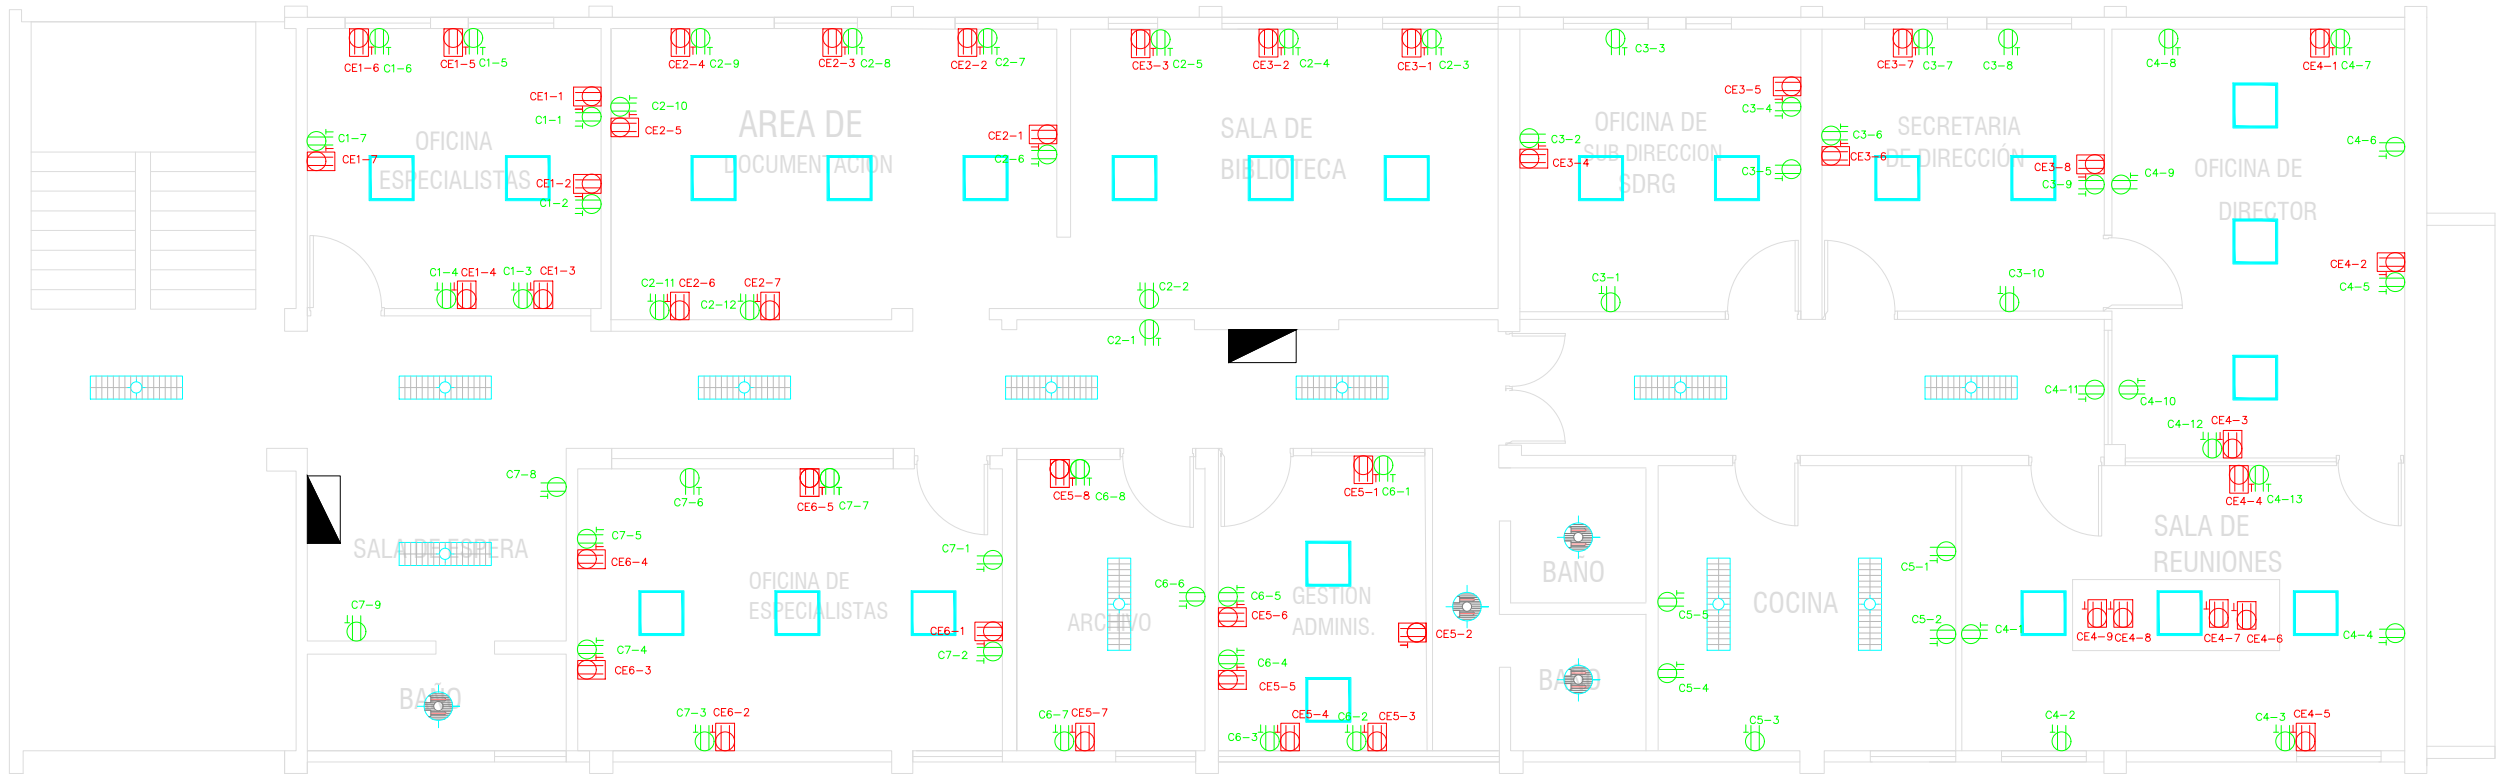 CE1-6
C1-6
CE1-5
C1-5
CE2-4
C2-9
CE2-3
C2-8
CE2-2
C2-7
CE3-3
C2-5
CE3-2
C2-4
CE3-1
C2-3
C3-3
CE3-7
C3-7
C3-8
C4-8
CE4-1
C4-7
CE1-1
C1-1
C2-10
CE2-5
C1-7
CE1-7
OFICINA
ESPECIALISTAS
CE1-2
C1-2
AREA DE
DOCUMENTACION
CE2-1
C2-6
SALA DE
BIBLIOTECA
C3-2
CE3-4
OFICINA DE
SUB DIRECCION
SDRG
CE3-5
C3-4
C3-5
C3-6
CE3-6
SECRETARIA
DE DIRECCIÓN
CE3-8
C3-9
C4-9
OFICINA DE
DIRECTOR
C4-6
CE4-2
C4-5
C1-4
CE1-4
C1-3
CE1-3
C2-11
CE2-6
C2-12
CE2-7
C2-2
C2-1
C3-1
C3-10
C4-11
C4-10
C4-12
CE4-3
CE4-4
C4-13
C7-8
C7-6
CE6-5
C7-7
CE5-8
C6-8
CE5-1
C6-1
SALA DE ESPERA
C7-5
CE6-4
C7-9
C7-4
CE6-3
OFICINA DE
ESPECIALISTAS
C7-1
CE6-1
C7-2
C6-6
ARCHIVO
C6-5
CE5-6
GESTION
ADMINIS.
C6-4
CE5-5
CE5-2
BAÑO
BAÑO
BAÑO
C5-5
C5-4
COCINA
C5-1
C5-2
C4-1
SALA DE
REUNIONES
CE4-9
CE4-8
CE4-7
CE4-6
C4-4
C7-3
CE6-2
C6-7
CE5-7
C6-3
CE5-4
C6-2
CE5-3
C5-3
C4-2
C4-3
CE4-5